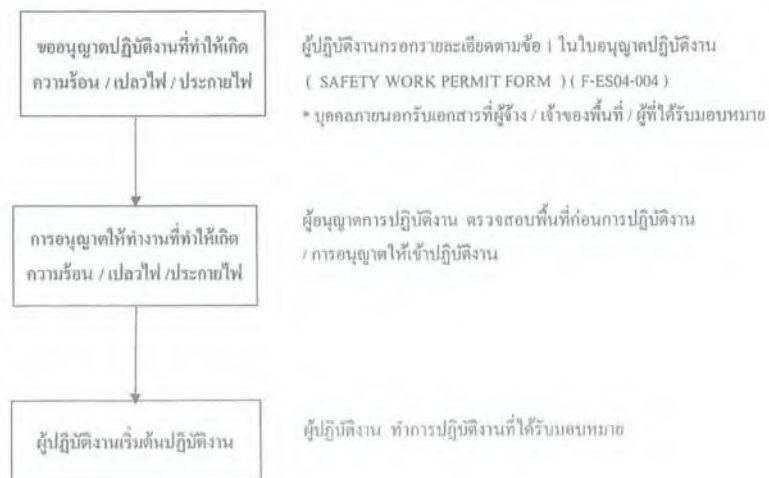 ขออนุญาตปฏิบัติงานที่ทำให้เกิด
ความร้อน / เปลวไฟ / ประกายไฟ
ผู้ปฏิบัติงานกรอกรายละเอียดตามข้อ 1 ในใบอนุญาตปฏิบัติงาน
( SAFETY WORK PERMIT FORM ) ( F-ES04-004 )
* บุคคลภายนอกรับเอกสารที่ผู้จ้าง / เจ้าของพื้นที่ / ผู้ที่ได้รับมอบหมาย
การอนุญาตให้ทำงานที่ทำให้เกิด
ความร้อน / เปลวไฟ /ประกายไฟ
ผู้อนุญาตการปฏิบัติงาน ตรวจสอบพื้นที่ก่อนการปฏิบัติงาน
/ การอนุญาตให้เข้าปฏิบัติงาน
ผู้ปฏิบัติงานเริ่มต้นปฏิบัติงาน
ผู้ปฏิบัติงาน ทำการปฏิบัติงานที่ได้รับมอบหมาย